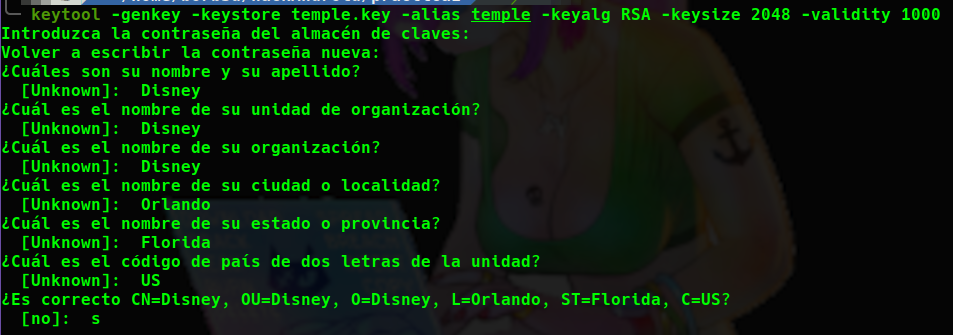 keytool -genkey -keystore temple.key -alias temple -keyalg RSA -keysize 2048 -validity 1000
Introduzca la contraseña del almacén de claves:
Volver a escribir la contraseña nueva:
¿Cuáles son su nombre y su apellido?
  [Unknown]:  Disney
¿Cuál es el nombre de su unidad de organización?
  [Unknown]:  Disney
¿Cuál es el nombre de su organización?
  [Unknown]:  Disney
¿Cuál es el nombre de su ciudad o localidad?
  [Unknown]:  Orlando
¿Cuál es el nombre de su estado o provincia?
  [Unknown]:  Florida
¿Cuál es el código de país de dos letras de la unidad?
  [Unknown]:  US
¿Es correcto CN=Disney, OU=Disney, O=Disney, L=Orlando, ST=Florida, C=US?
  [no]:  s